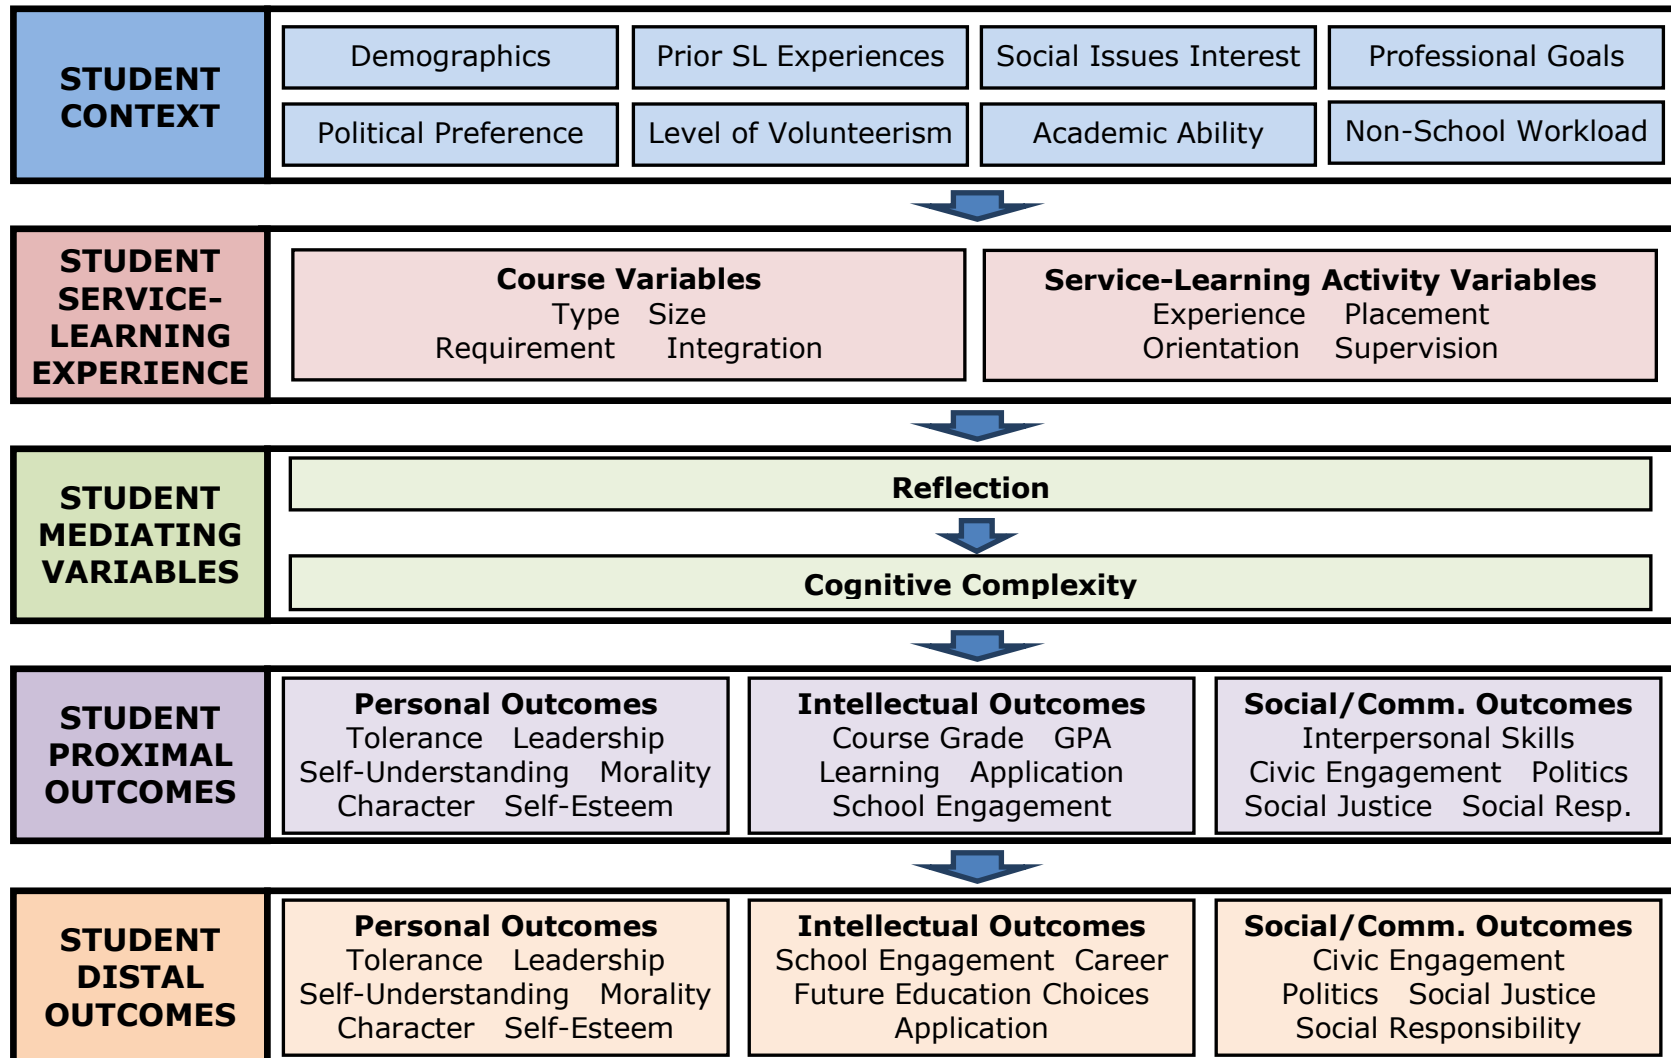 STUDENT
CONTEXT
Demographics
Prior SL Experiences
Social Issues Interest
Professional Goals
Political Preference
Level of Volunteerism
Academic Ability
Non-School Workload
STUDENT
SERVICE-
LEARNING
EXPERIENCE
Course Variables
Type Size
Requirement Integration
Service-Learning Activity Variables
Experience Placement
Orientation Supervision
STUDENT
MEDIATING
VARIABLES
Reflection
Cognitive Complexity
STUDENT
PROXIMAL
OUTCOMES
Personal Outcomes
Tolerance Leadership
Self-Understanding Morality
Character Self-Esteem
Intellectual Outcomes
Course Grade GPA
Learning Application
School Engagement
Social/Comm. Outcomes
Interpersonal Skills
Civic Engagement Politics
Social Justice Social Resp.
STUDENT
DISTAL
OUTCOMES
Personal Outcomes
Tolerance Leadership
Self-Understanding Morality
Character Self-Esteem
Intellectual Outcomes
School Engagement Career
Future Education Choices
Application
Social/Comm. Outcomes
Civic Engagement
Politics Social Justice
Social Responsibility